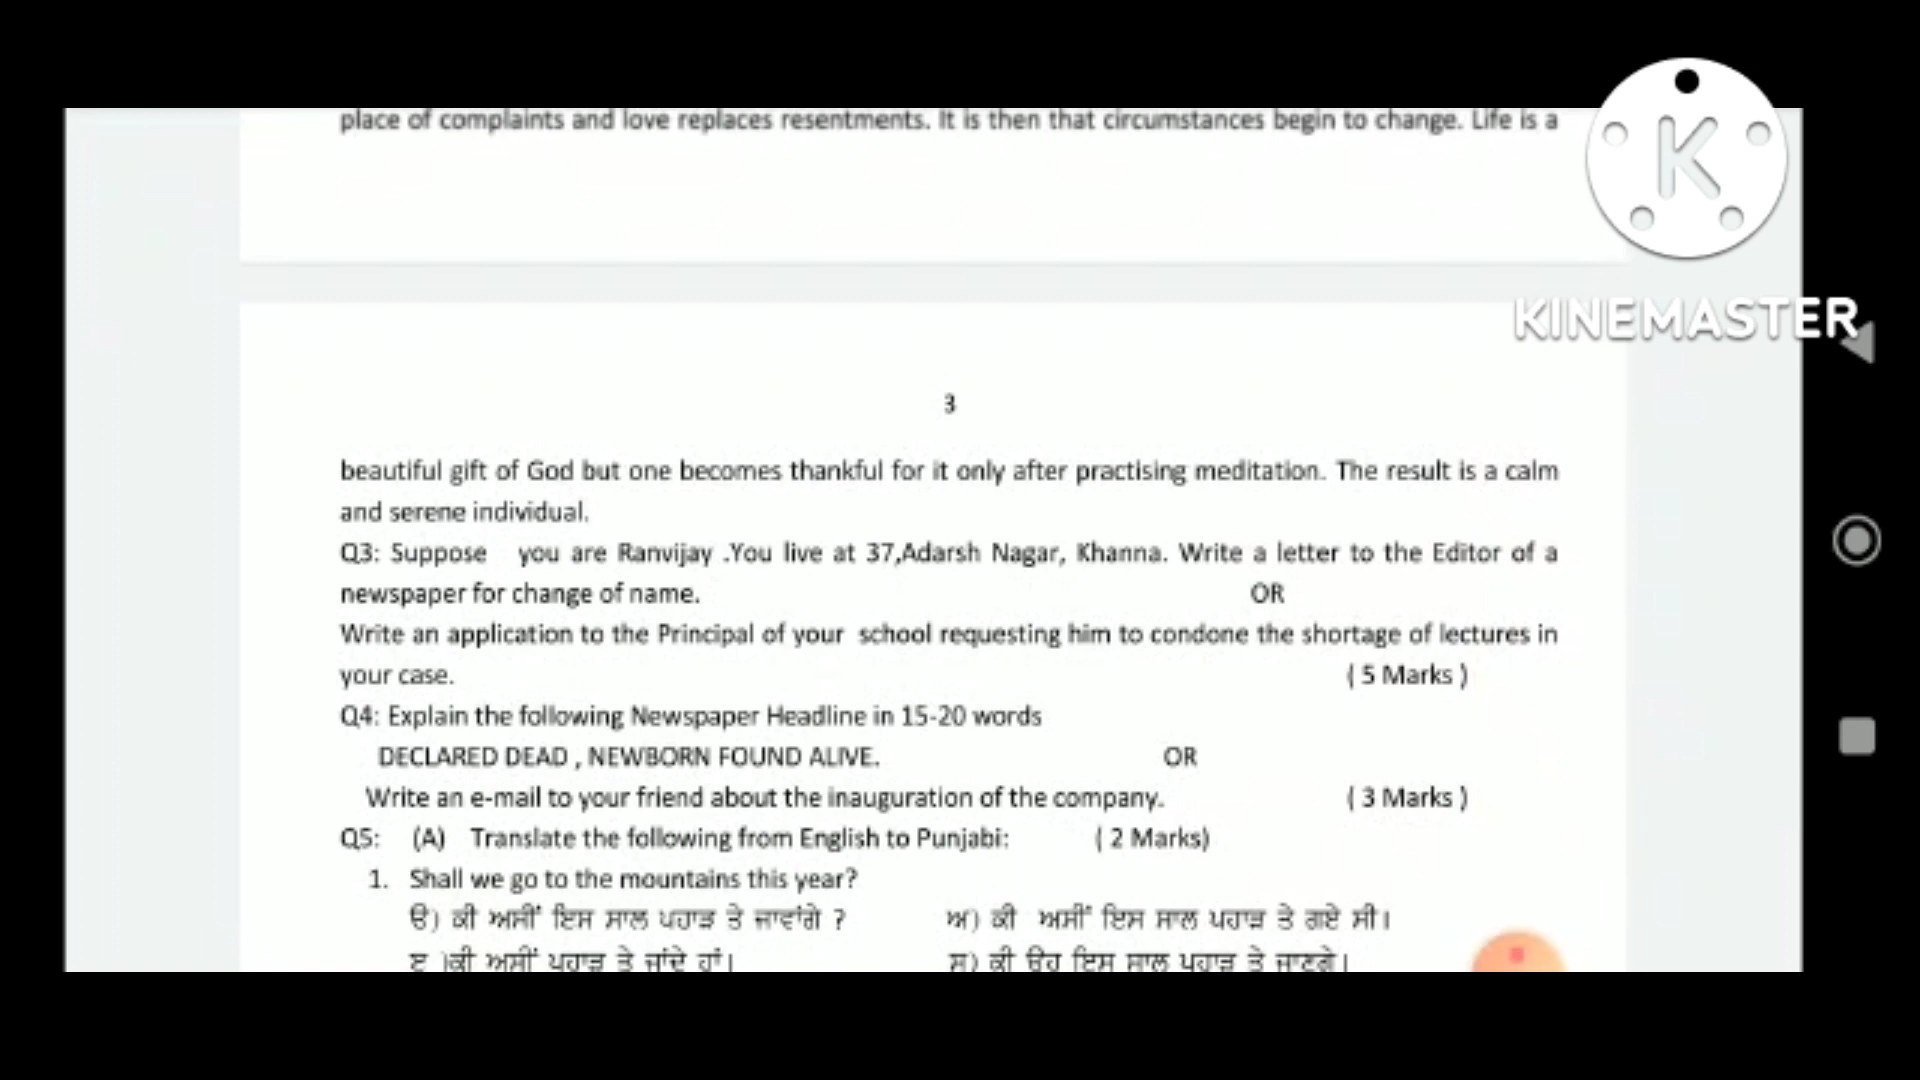 place of complaints and love replaces resentments. It is then that circumstances begin to change. Life is a
K
KINEMASTER
3
beautiful gift of God but one becomes thankful for it only after practising meditation. The result is a calm
and serene individual.
Q3: Suppose you are Ranvijay .You live at 37,Adarsh Nagar, Khanna. Write a letter to the Editor of a
newspaper for change of name. OR
Write an application to the Principal of your school requesting him to condone the shortage of lectures in
your case. ( 5 Marks )
Q4: Explain the following Newspaper Headline in 15-20 words
DECLARED DEAD , NEWBORN FOUND ALIVE. OR
Write an e-mail to your friend about the inauguration of the company. ( 3 Marks )
Q5: (A) Translate the following from English to Punjabi: ( 2 Marks)
1. Shall we go to the mountains this year?
ੳ) ਕੀ ਅਸੀਂ ਇਸ ਸਾਲ ਪਹਾੜ ਤੇ ਜਾਵਾਂਗੇ ? ਅ) ਕੀ ਅਸੀਂ ਇਸ ਸਾਲ ਪਹਾੜ ਤੇ ਗਏ ਸੀ।
ੲ )ਕੀ ਅਸੀਂ ਪਹਾੜ ਤੇ ਜਾਂਦੇ ਹਾਂ। ਸ) ਕੀ ਉਹ ਇਸ ਸਾਲ ਪਹਾੜ ਤੇ ਜਾਣਗੇ।